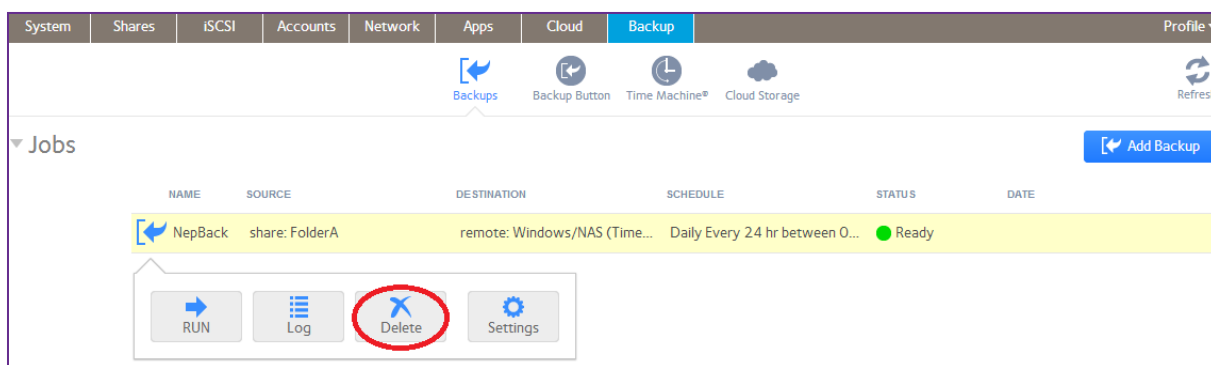 System Shares iSCSI Accounts Network Apps Cloud Backup Profile
Backups Backup Button Time Machine® Cloud Storage Refres
Jobs Add Backup
NAME SOURCE DESTINATION SCHEDULE STATUS DATE
NepBack share: FolderA remote: Windows/NAS (Time... Daily Every 24 hr between 0... Ready
RUN Log Delete Settings